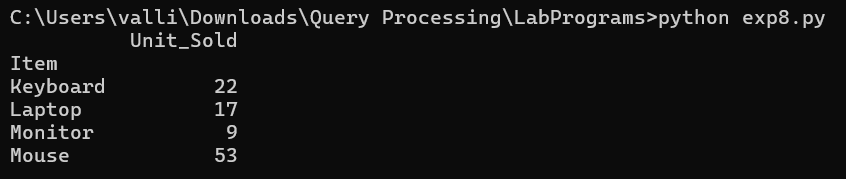 C:\Users\valli\Downloads\Query Processing\LabPrograms>python exp8.py
Unit_Sold
Item
Keyboard 22
Laptop 17
Monitor 9
Mouse 53